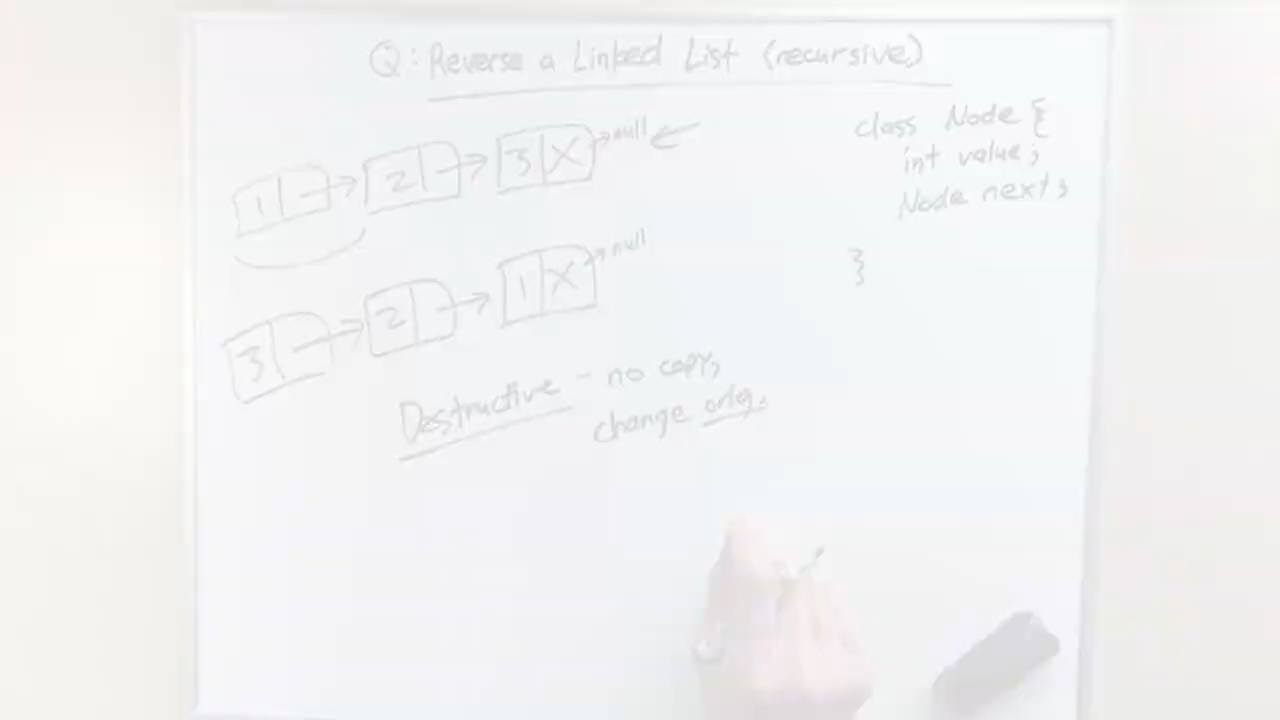 Q: Reverse a Linked List (recursive)
1 2 3 X null
3 2 1 X null
Destructive - no copy,
change orig.
class Node {
int value;
Node next;
}